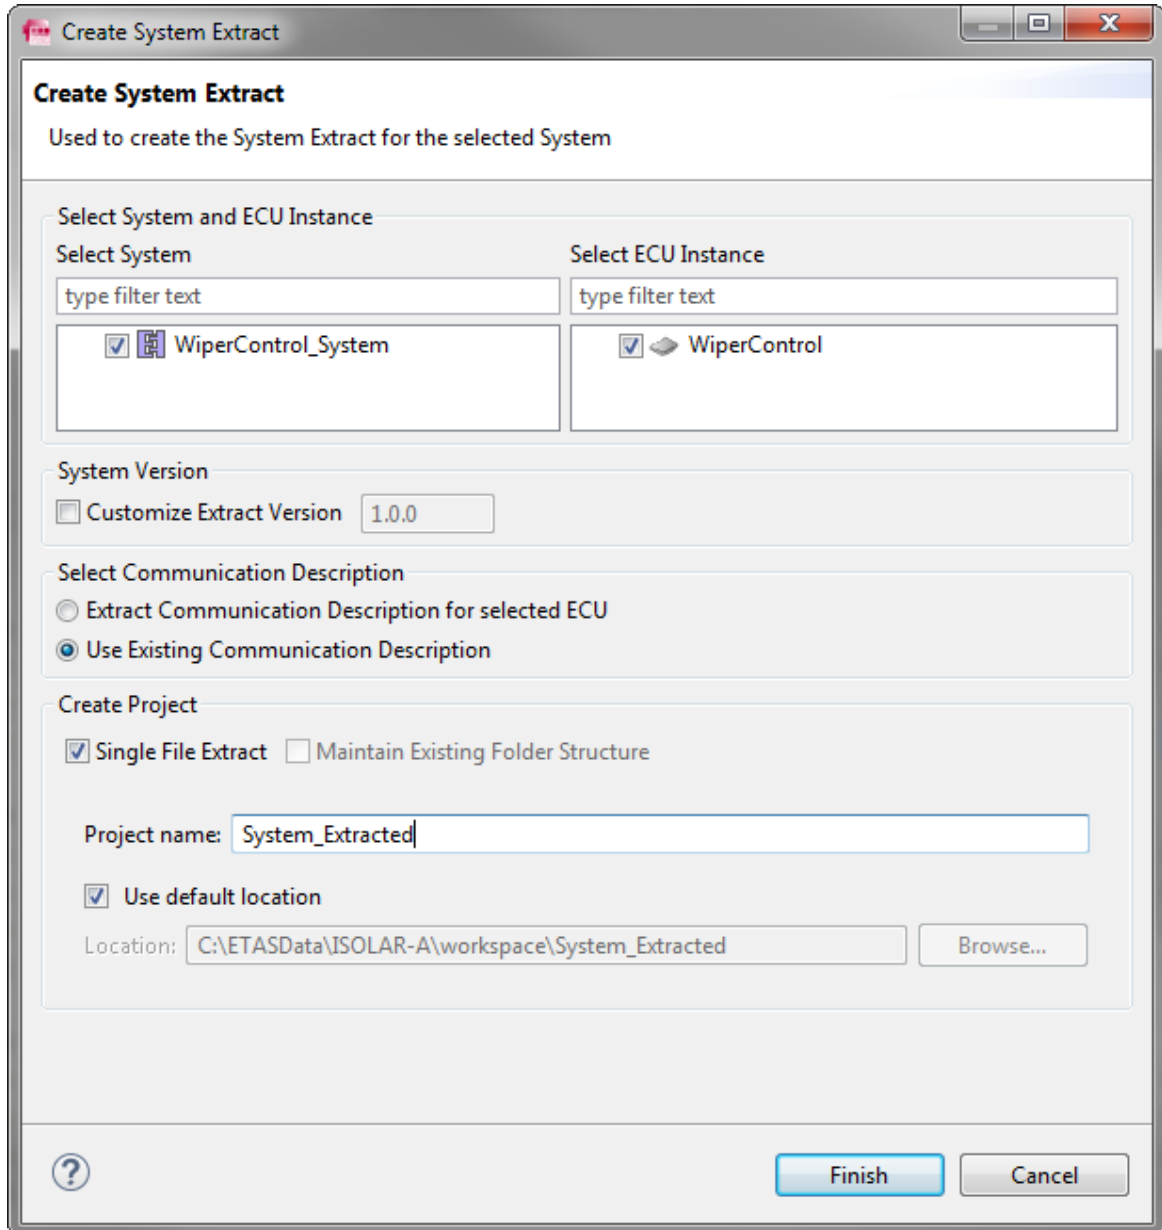 Create System Extract
Create System Extract
Used to create the System Extract for the selected System
Select System and ECU Instance
Select System
Select ECU Instance
type filter text
type filter text
WiperControl_System
WiperControl
System Version
Customize Extract Version 1.0.0
Select Communication Description
Extract Communication Description for selected ECU
Use Existing Communication Description
Create Project
Single File Extract Maintain Existing Folder Structure
Project name: System_Extracted
Use default location
Location: C:\ETASData\ISOLAR-A\workspace\System_Extracted Browse...
? Finish Cancel